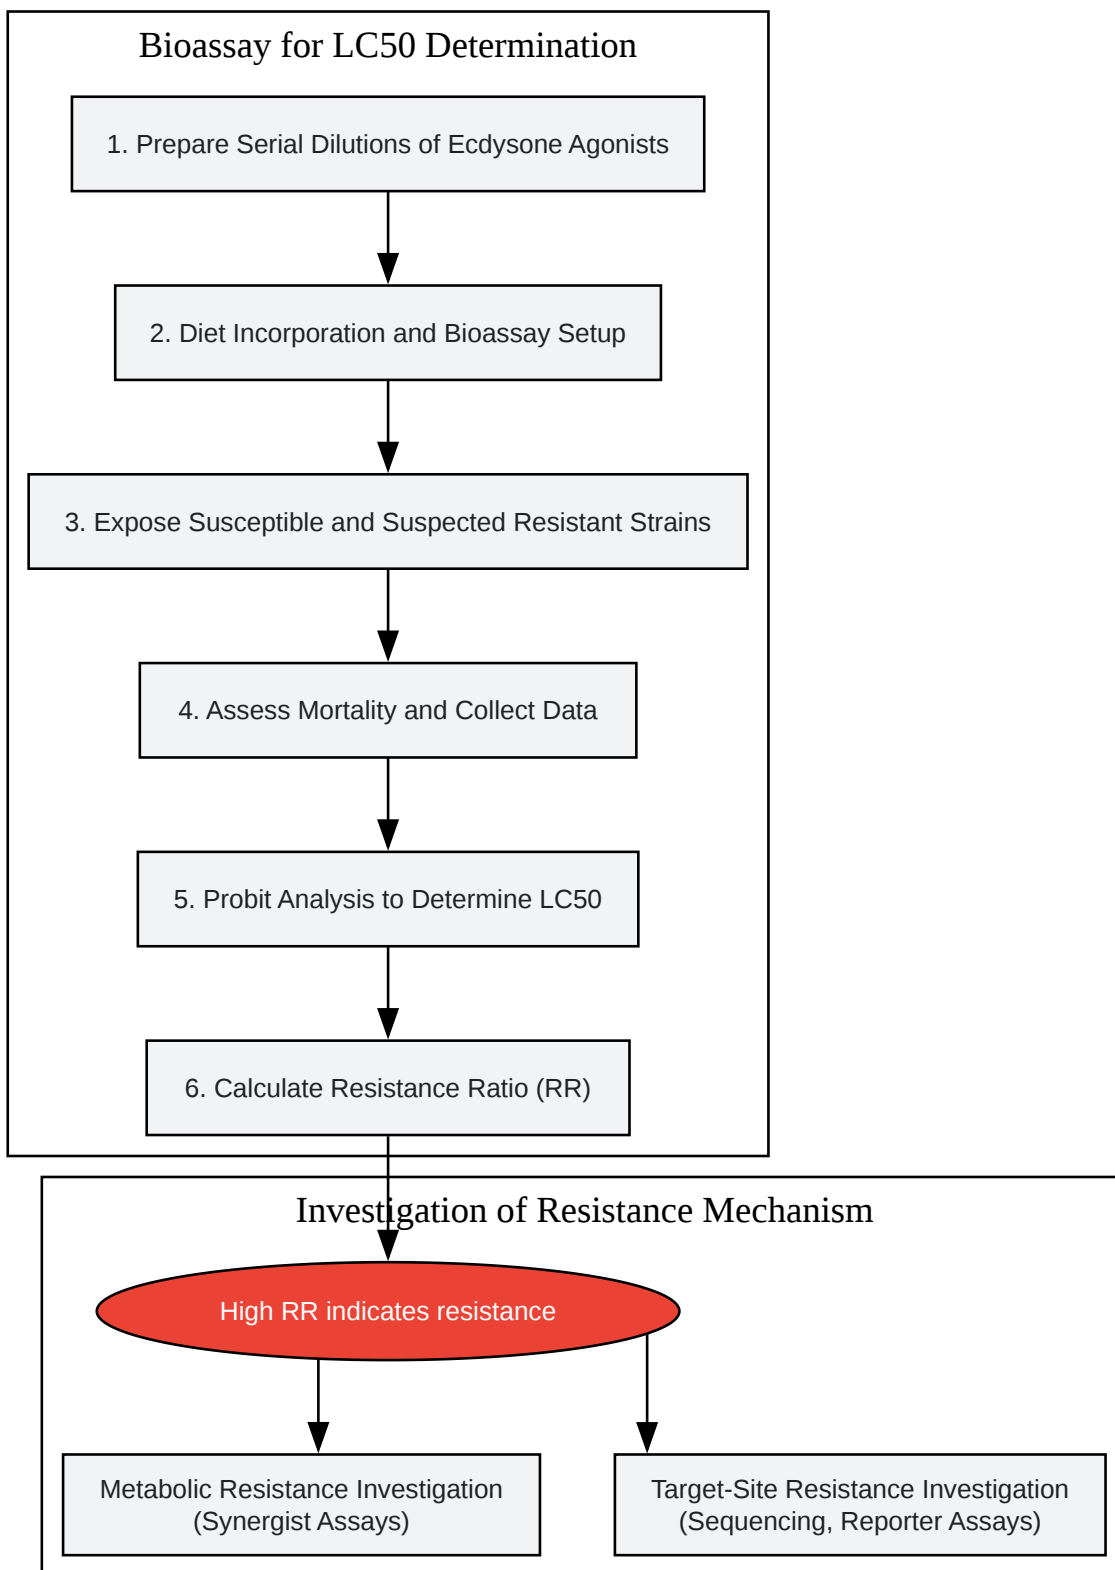 Bioassay for LC50 Determination
1. Prepare Serial Dilutions of Ecdysone Agonists
2. Diet Incorporation and Bioassay Setup
3. Expose Susceptible and Suspected Resistant Strains
4. Assess Mortality and Collect Data
5. Probit Analysis to Determine LC50
6. Calculate Resistance Ratio (RR)
Investigation of Resistance Mechanism
High RR indicates resistance
Metabolic Resistance Investigation
(Synergist Assays)
Target-Site Resistance Investigation
(Sequencing, Reporter Assays)